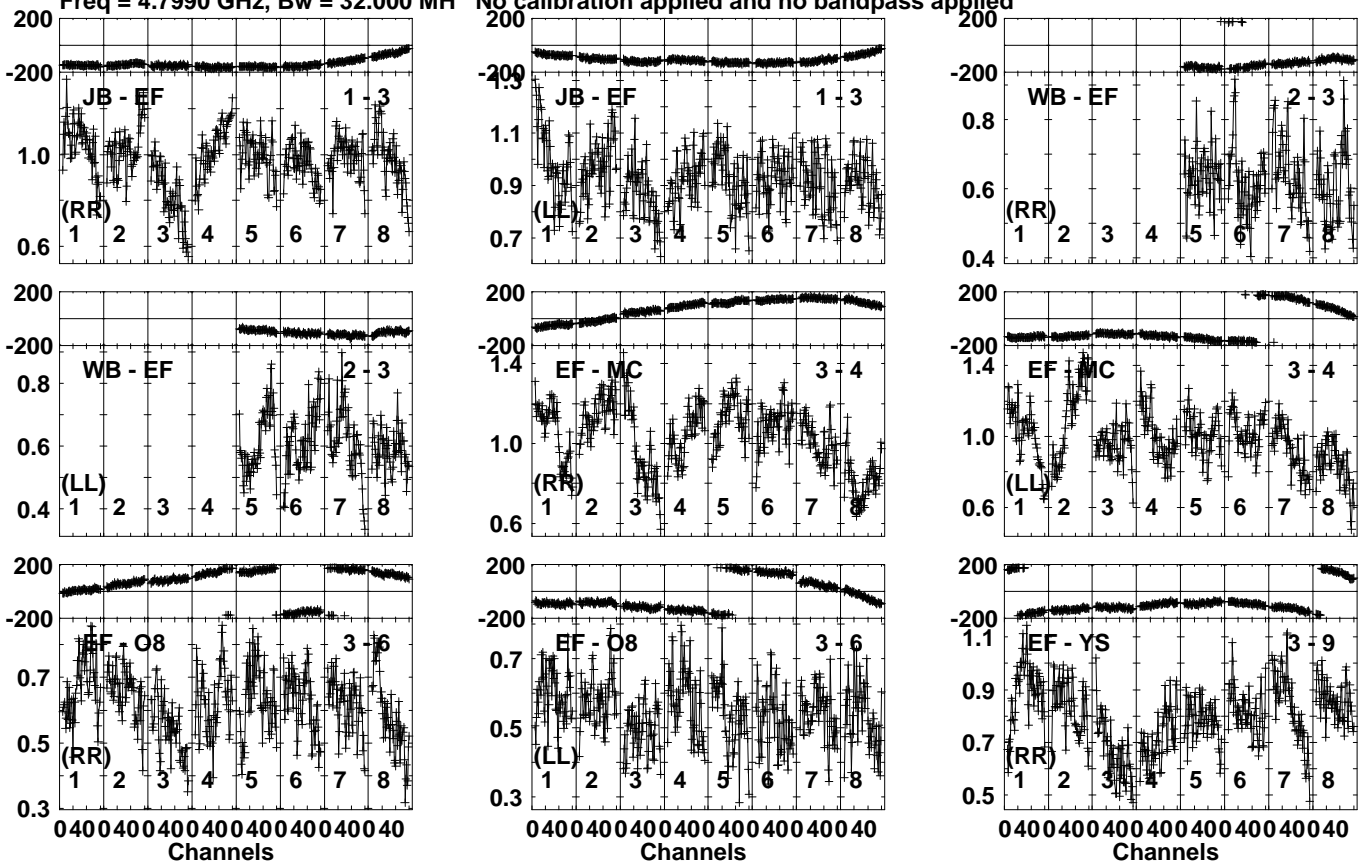 Freq = 4.7990 GHz, Bw = 32.000 MH No calibration applied and no bandpass applied
200
-200
JB - EF 1 - 3
1.0
(RR)
0.6
1 2 3 4 5 6 7 8
200
-200
1.3
JB - EF 1 - 3
1.1
0.9
(LL)
0.7
1 2 3 4 5 6 7 8
200
-200
WB - EF 2 - 3
0.8
0.6
(RR)
0.4
1 2 3 4 5 6 7 8
200
-200
WB - EF 2 - 3
0.8
0.6
(LL)
0.4
1 2 3 4 5 6 7 8
200
-200
1.4
EF - MC 3 - 4
1.0
(RR)
0.6
1 2 3 4 5 6 7 8
200
-200
1.4
EF - MC 3 - 4
1.0
(LL)
0.6
1 2 3 4 5 6 7 8
200
-200
EF - O8 3 - 6
0.7
0.5
(RR)
0.3
1 2 3 4 5 6 7 8
0 40 0 40 0 40 0 40 0 40 0 40 0 40 0 40
Channels
200
-200
EF - O8 3 - 6
0.7
0.5
(LL)
0.3
1 2 3 4 5 6 7 8
0 40 0 40 0 40 0 40 0 40 0 40 0 40 0 40
Channels
200
-200
1.1
EF - YS 3 - 9
0.9
0.7
(RR)
0.5
1 2 3 4 5 6 7 8
0 40 0 40 0 40 0 40 0 40 0 40 0 40 0 40
Channels